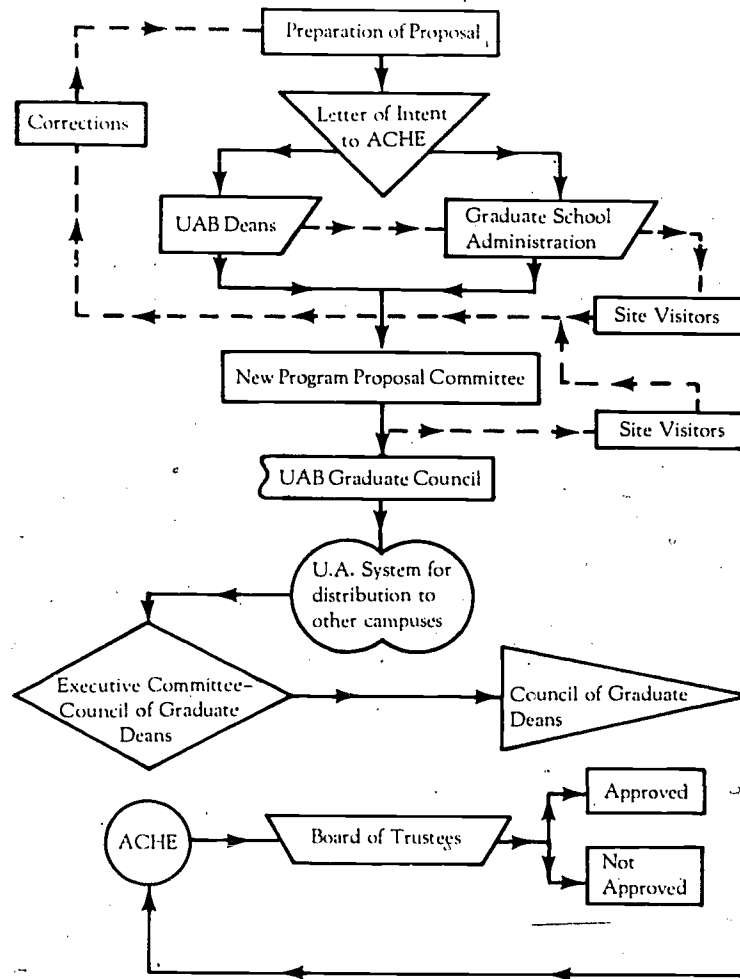 Preparation of Proposal
Letter of Intent
to ACHE
Corrections
UAB Deans
Graduate School
Administration
Site Visitors
New Program Proposal Committee
Site Visitors
UAB Graduate Council
U.A. System for
distribution to
other campuses
Executive Committee–
Council of Graduate
Deans
Council of Graduate
Deans
Approved
ACHE
Board of Trustees
Not
Approved